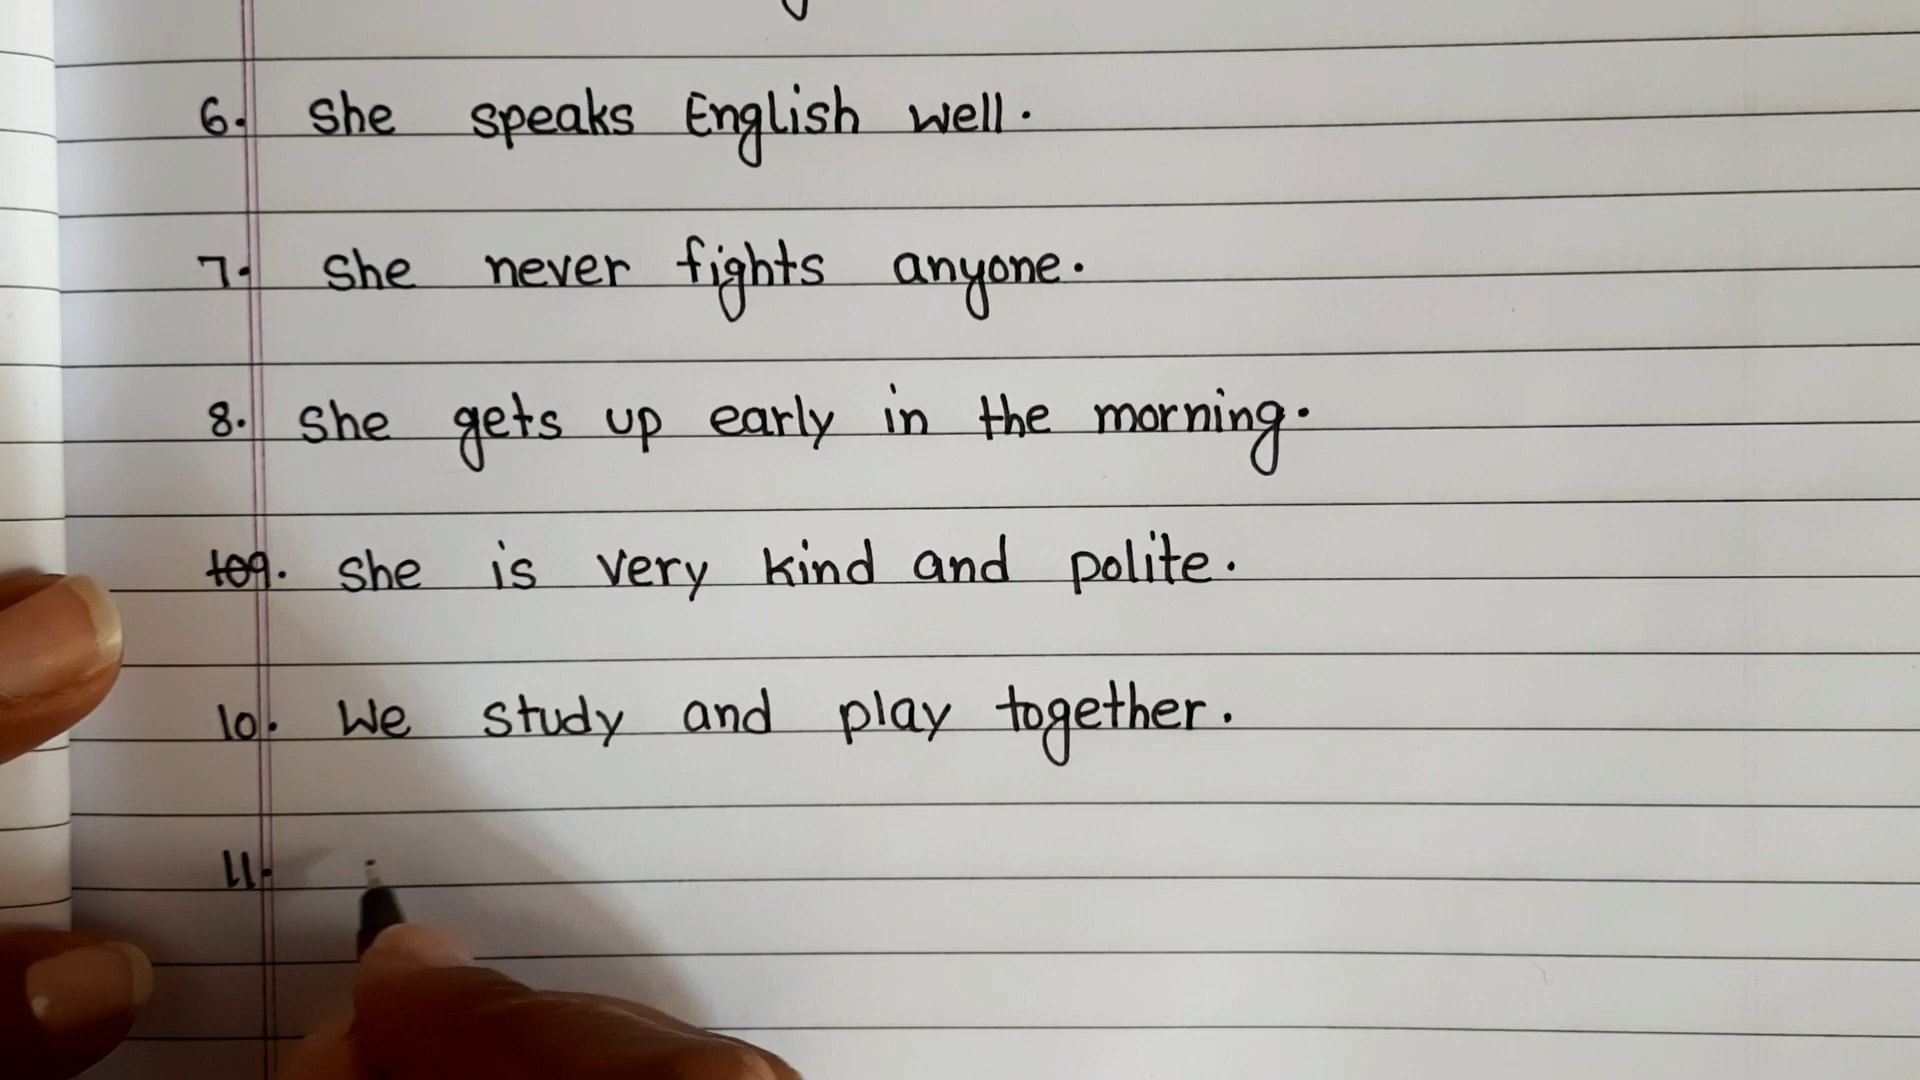 6. She speaks English well.
7. She never fights anyone.
8. She gets up early in the morning.
9. She is very kind and polite.
10. We study and play together.
11.